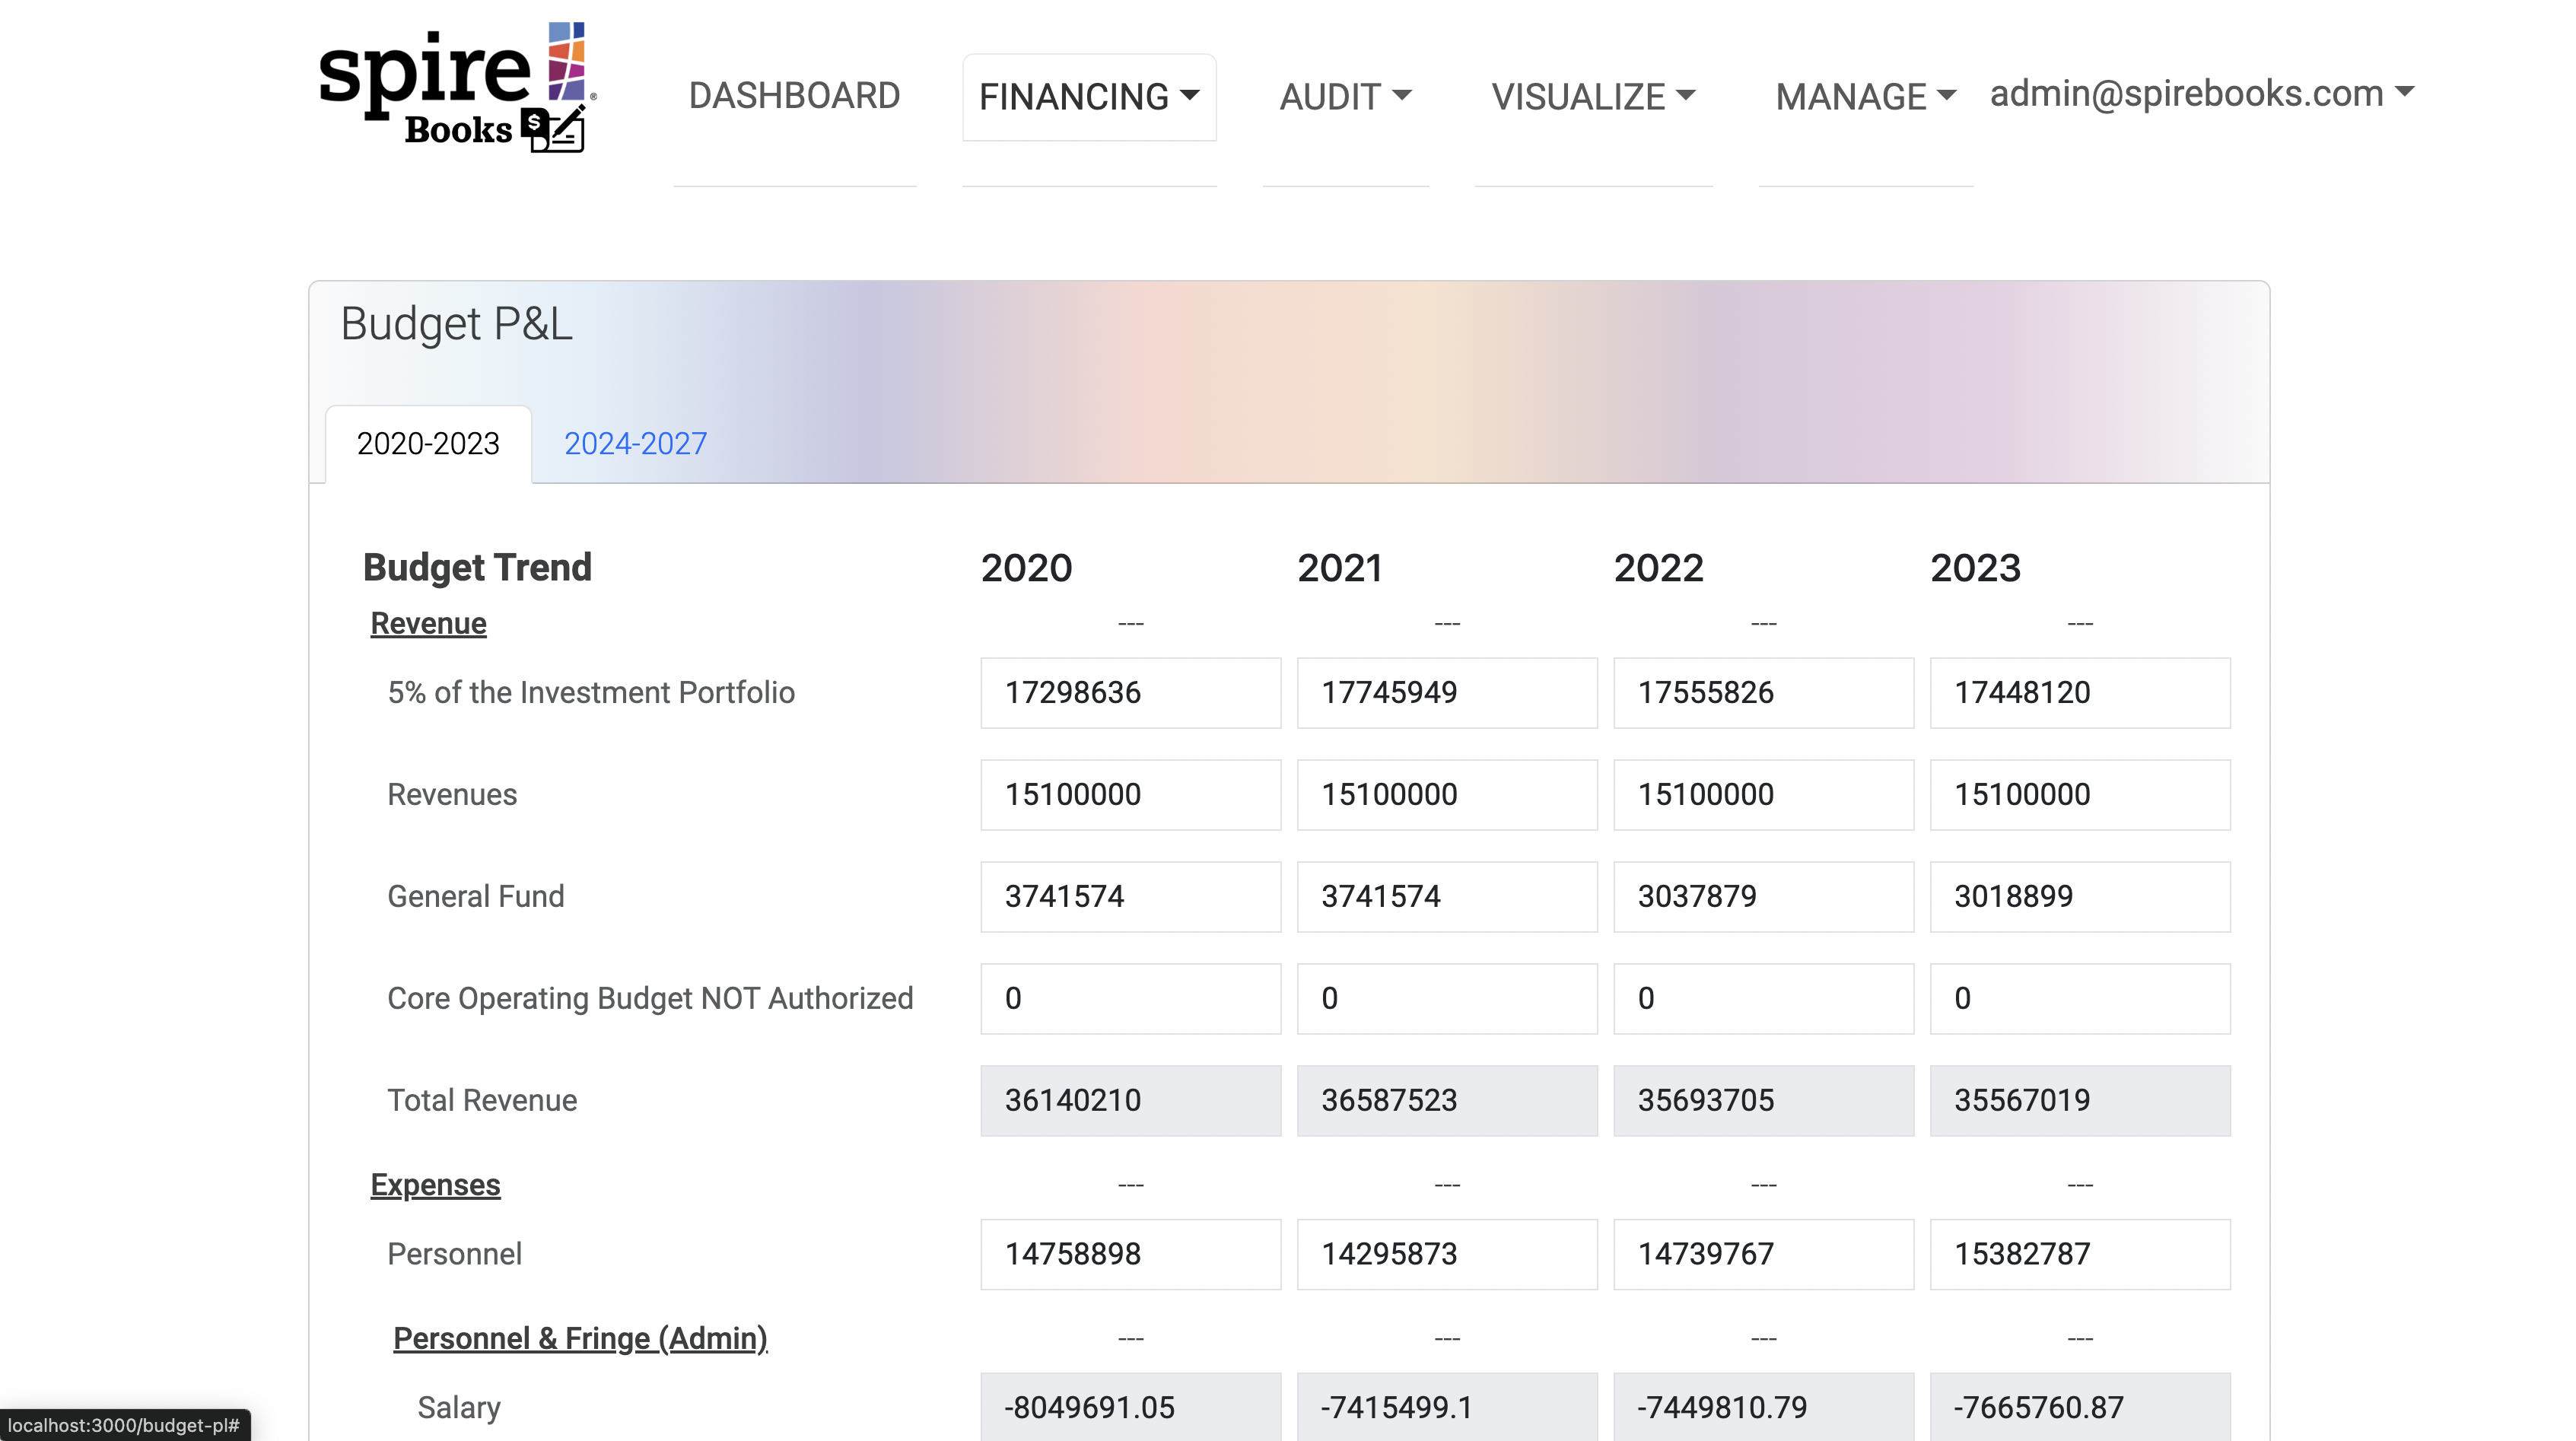 spire ®
Books $
DASHBOARD FINANCING AUDIT VISUALIZE MANAGE admin@spirebooks.com
Budget P&L
2020-2023 2024-2027
Budget Trend 2020 2021 2022 2023
Revenue --- --- --- ---
5% of the Investment Portfolio 17298636 17745949 17555826 17448120
Revenues 15100000 15100000 15100000 15100000
General Fund 3741574 3741574 3037879 3018899
Core Operating Budget NOT Authorized 0 0 0 0
Total Revenue 36140210 36587523 35693705 35567019
Expenses --- --- --- ---
Personnel 14758898 14295873 14739767 15382787
Personnel & Fringe (Admin) --- --- --- ---
Salary -8049691.05 -7415499.1 -7449810.79 -7665760.87
localhost:3000/budget-pl#